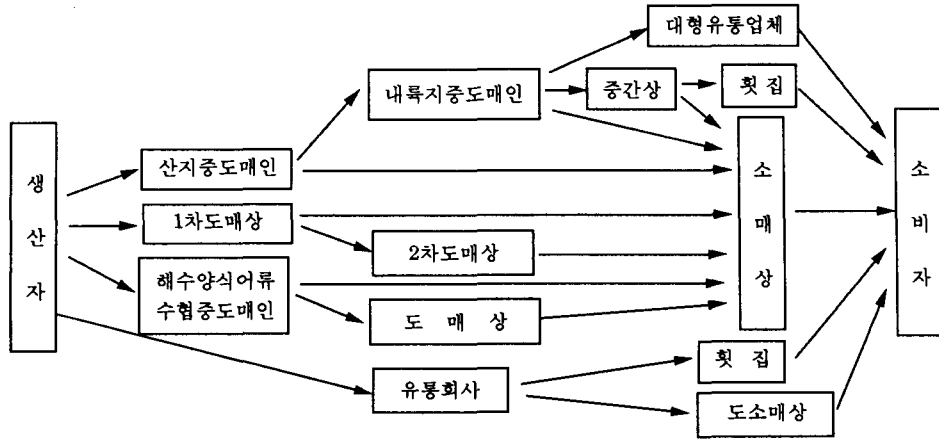 대형유통업체
내륙지중도매인
중간상
횟집
생산자
산지중도매인
소매상
소비자
1차도매상
2차도매상
해수양식어류
수협중도매인
도 매 상
횟 집
유통회사
도소매상